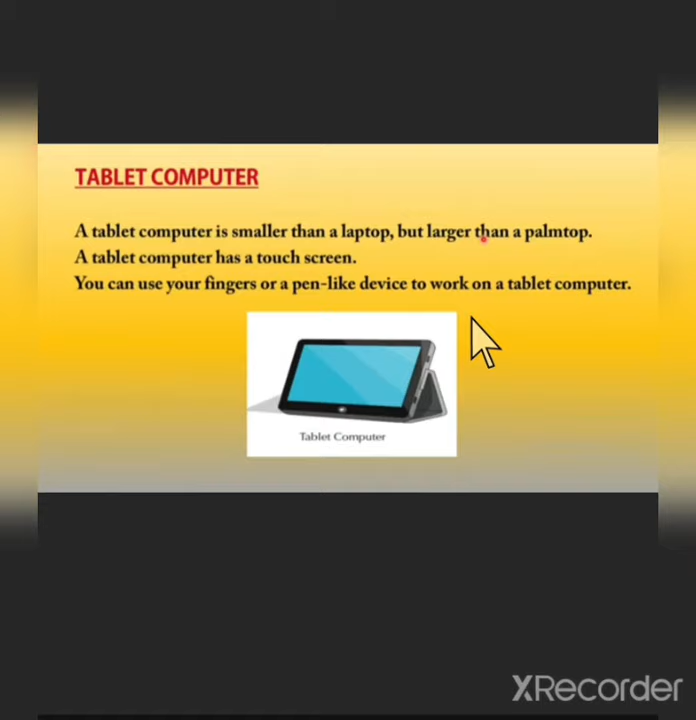 TABLET COMPUTER
A tablet computer is smaller than a laptop, but larger than a palmtop.
A tablet computer has a touch screen.
You can use your fingers or a pen-like device to work on a tablet computer.
Tablet Computer
XRecorder